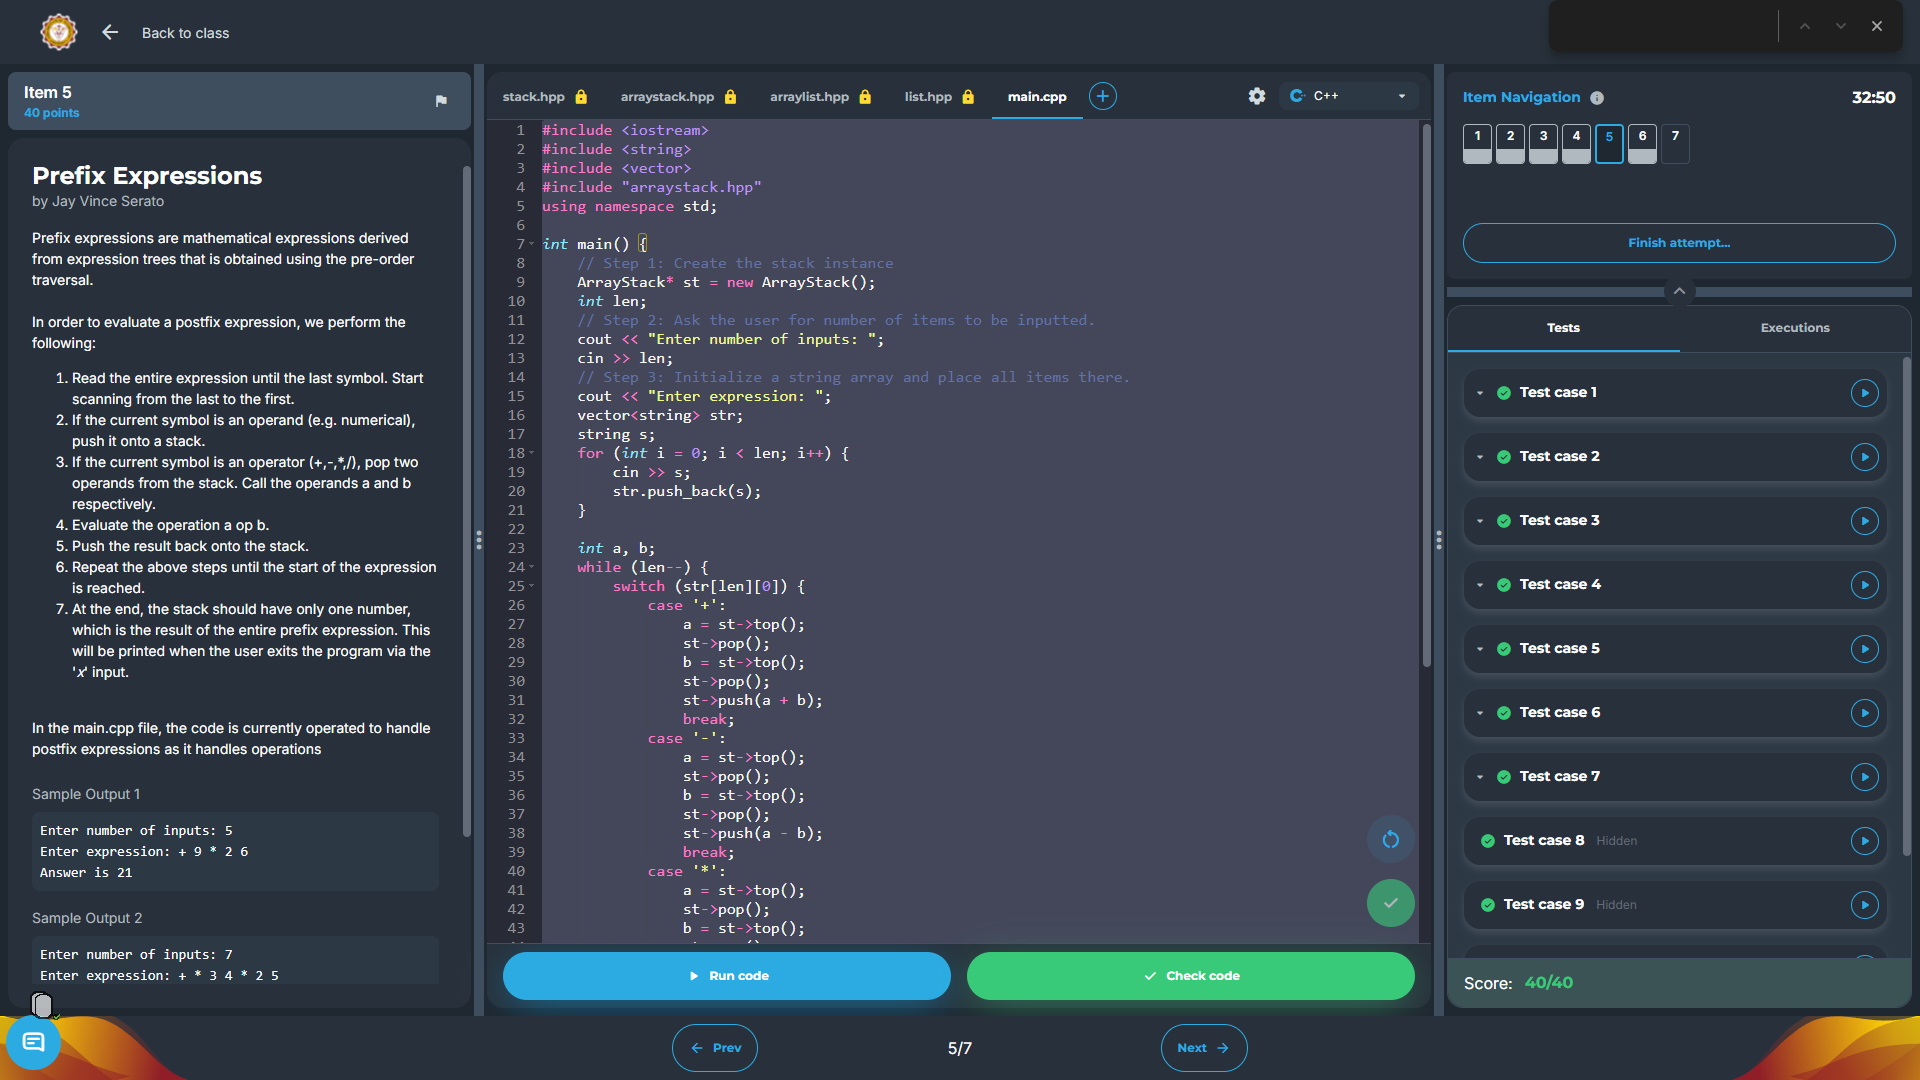 Back to class
Item 5
40 points
Prefix Expressions
by Jay Vince Serato
Prefix expressions are mathematical expressions derived
from expression trees that is obtained using the pre-order
traversal.
In order to evaluate a postfix expression, we perform the
following:
1. Read the entire expression until the last symbol. Start
scanning from the last to the first.
2. If the current symbol is an operand (e.g. numerical),
push it onto a stack.
3. If the current symbol is an operator (+,-,*,/), pop two
operands from the stack. Call the operands a and b
respectively.
4. Evaluate the operation a op b.
5. Push the result back onto the stack.
6. Repeat the above steps until the start of the expression
is reached.
7. At the end, the stack should have only one number,
which is the result of the entire prefix expression. This
will be printed when the user exits the program via the
'x' input.
In the main.cpp file, the code is currently operated to handle
postfix expressions as it handles operations
Sample Output 1
Enter number of inputs: 5
Enter expression: + 9 * 2 6
Answer is 21
Sample Output 2
Enter number of inputs: 7
Enter expression: + * 3 4 * 2 5
stack.hpp arraystack.hpp arraylist.hpp list.hpp main.cpp C++
1 #include <iostream>
2 #include <string>
3 #include <vector>
4 #include "arraystack.hpp"
5 using namespace std;
6
7 int main() {
8 // Step 1: Create the stack instance
9 ArrayStack* st = new ArrayStack();
10 int len;
11 // Step 2: Ask the user for number of items to be inputted.
12 cout << "Enter number of inputs: ";
13 cin >> len;
14 // Step 3: Initialize a string array and place all items there.
15 cout << "Enter expression: ";
16 vector<string> str;
17 string s;
18 for (int i = 0; i < len; i++) {
19 cin >> s;
20 str.push_back(s);
21 }
22
23 int a, b;
24 while (len--) {
25 switch (str[len][0]) {
26 case '+':
27 a = st->top();
28 st->pop();
29 b = st->top();
30 st->pop();
31 st->push(a + b);
32 break;
33 case '-':
34 a = st->top();
35 st->pop();
36 b = st->top();
37 st->pop();
38 st->push(a - b);
39 break;
40 case '*':
41 a = st->top();
42 st->pop();
43 b = st->top();
Run code
Check code
Prev
5/7
Next
Item Navigation 32:50
1 2 3 4 5 6 7
Finish attempt...
Tests Executions
Test case 1
Test case 2
Test case 3
Test case 4
Test case 5
Test case 6
Test case 7
Test case 8 Hidden
Test case 9 Hidden
Score: 40/40